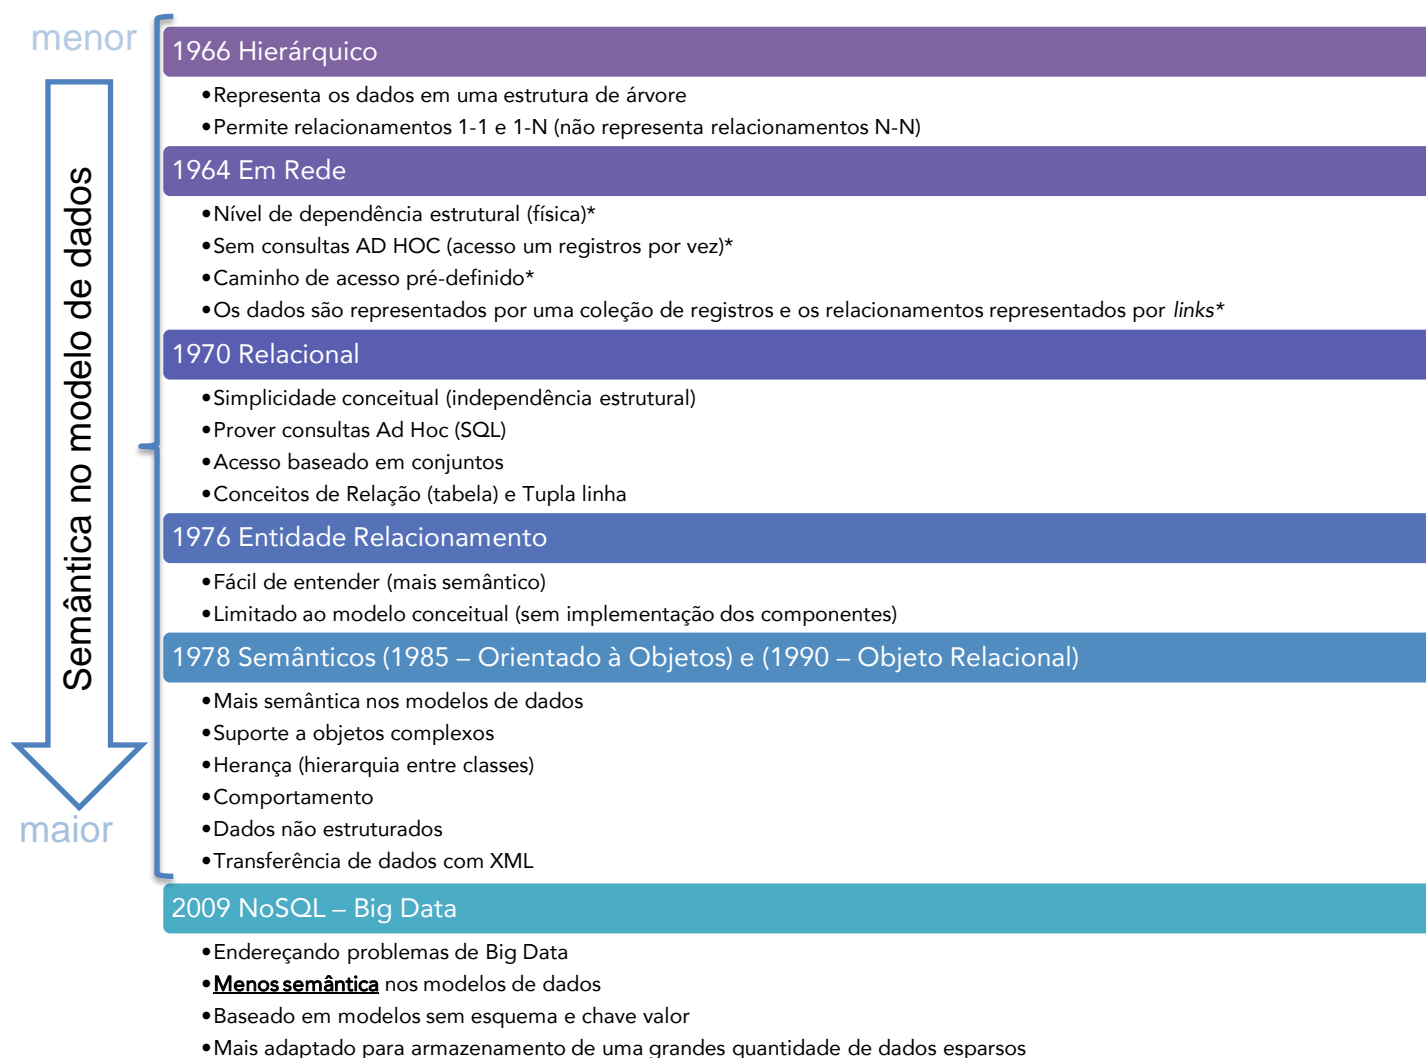 menor
Semântica no modelo de dados
maior
1966 Hierárquico
•Representa os dados em uma estrutura de árvore
•Permite relacionamentos 1-1 e 1-N (não representa relacionamentos N-N)
1964 Em Rede
•Nível de dependência estrutural (física)*
•Sem consultas AD HOC (acesso um registros por vez)*
•Caminho de acesso pré-definido*
•Os dados são representados por uma coleção de registros e os relacionamentos representados por links*
1970 Relacional
•Simplicidade conceitual (independência estrutural)
•Prover consultas Ad Hoc (SQL)
•Acesso baseado em conjuntos
•Conceitos de Relação (tabela) e Tupla linha
1976 Entidade Relacionamento
•Fácil de entender (mais semântico)
•Limitado ao modelo conceitual (sem implementação dos componentes)
1978 Semânticos (1985 – Orientado à Objetos) e (1990 – Objeto Relacional)
•Mais semântica nos modelos de dados
•Suporte a objetos complexos
•Herança (hierarquia entre classes)
•Comportamento
•Dados não estruturados
•Transferência de dados com XML
2009 NoSQL – Big Data
•Endereçando problemas de Big Data
•Menos semântica nos modelos de dados
•Baseado em modelos sem esquema e chave valor
•Mais adaptado para armazenamento de uma grandes quantidade de dados esparsos